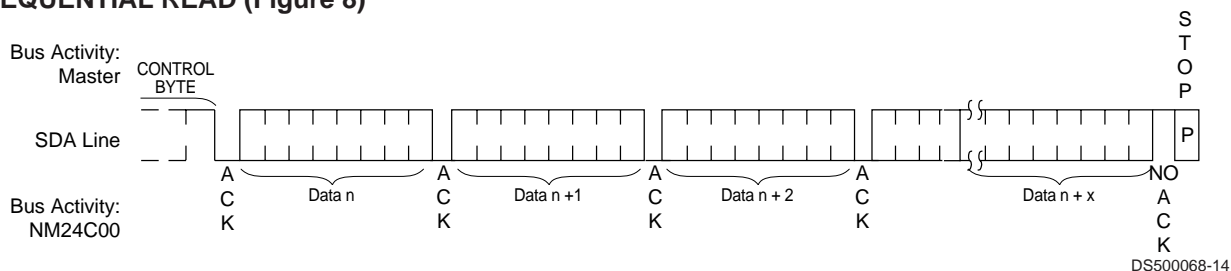 EQUENTIAL READ (Figure 8)
S
T
O
P
Bus Activity:
Master
CONTROL
BYTE
SDA Line
P
A
C
K
Data n
A
C
K
Data n +1
A
C
K
Data n + 2
A
C
K
Data n + x
NO
A
C
K
Bus Activity:
NM24C00
DS500068-14